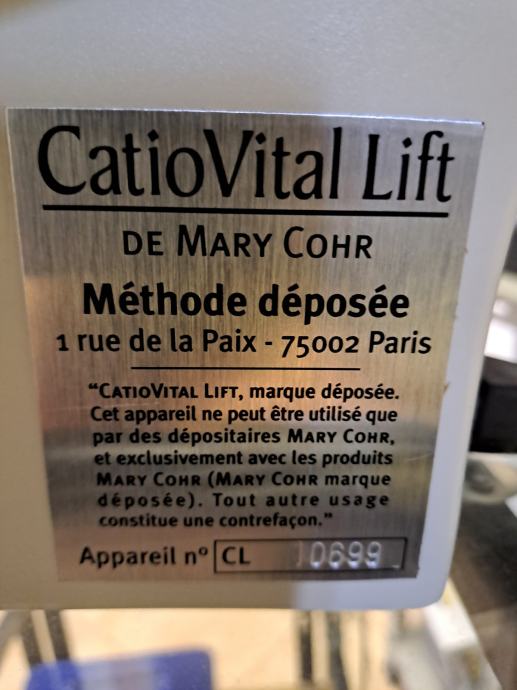 CatioVital Lift
DE MARY COHR
Méthode déposée
1 rue de la Paix - 75002 Paris
“CATIOVITAL LIFT, marque déposée.
Cet appareil ne peut être utilisé que
par des dépositaires MARY COHR,
et exclusivement avec les produits
MARY COHR (MARY COHR marque
déposée). Tout autre usage
constitue une contrefaçon.”
Appareil nº CL 0699